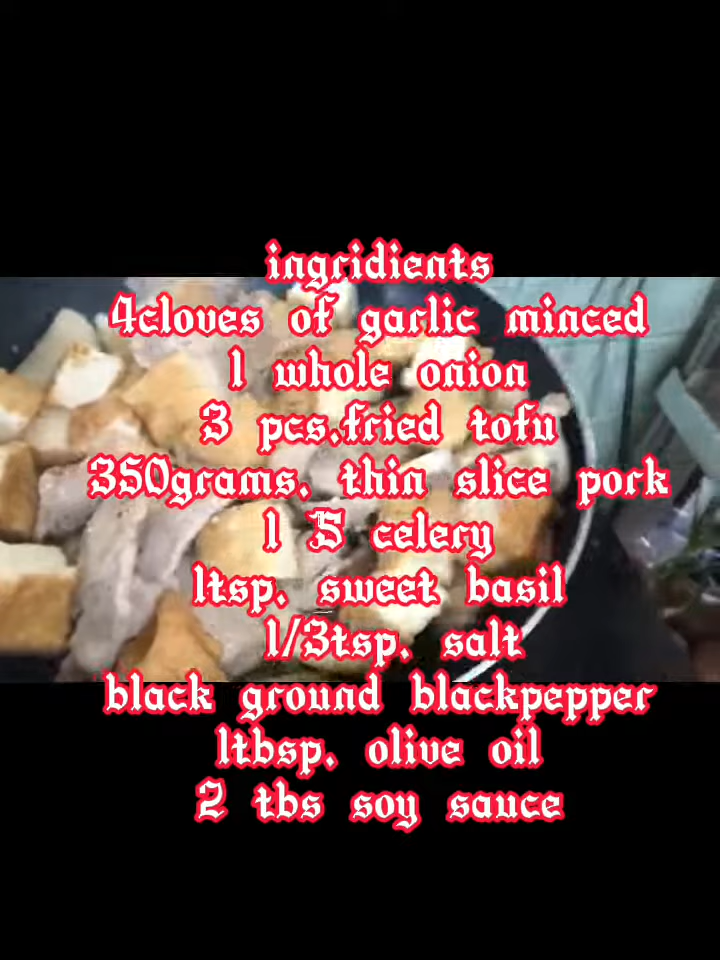 ingridients
4cloves of garlic minced
1 whole onion
3 pcs.fried tofu
350grams. thin slice pork
1 celery
1tsp. sweet basil
1/3tsp. salt
black ground blackpepper
1tbsp. olive oil
2 tbs soy sauce